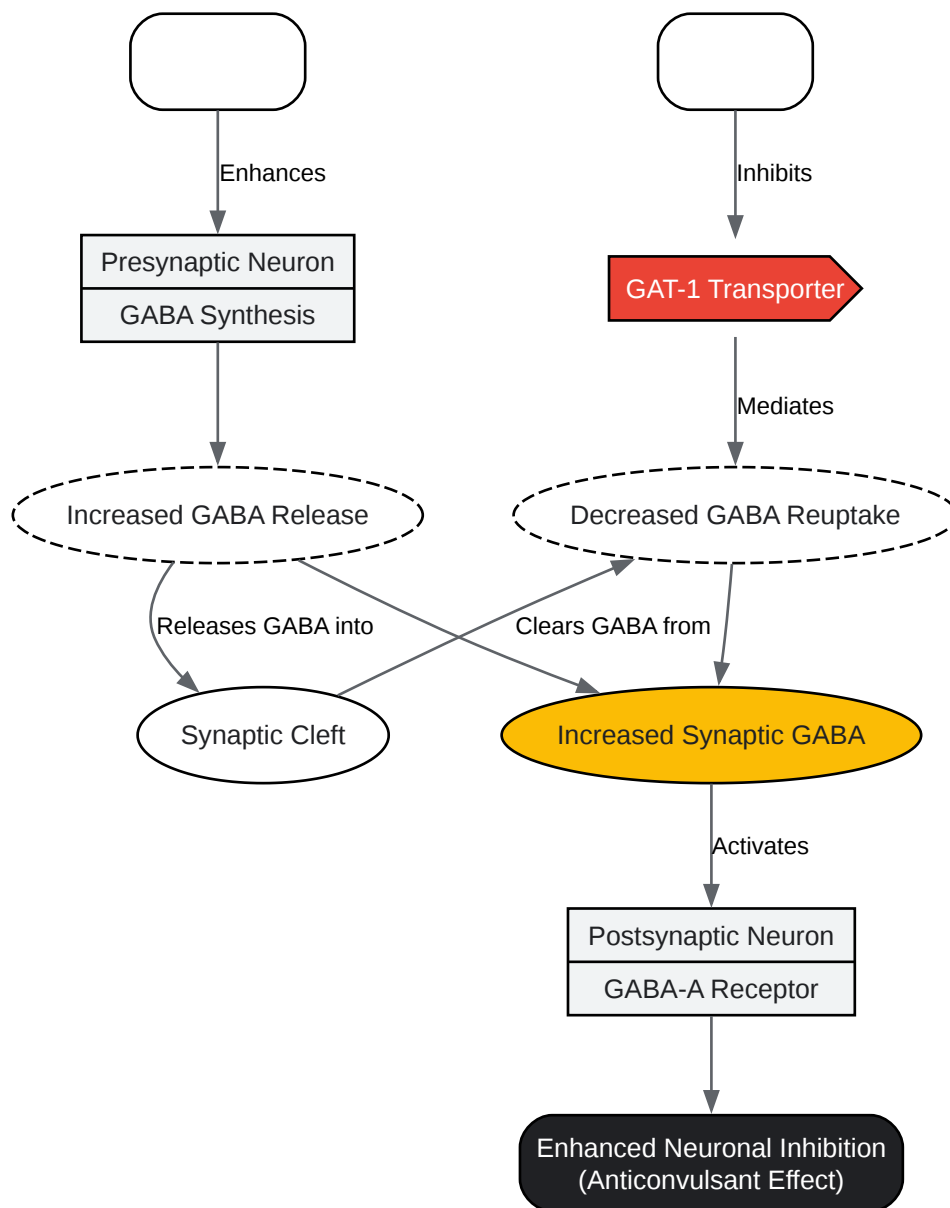 Enhances
Inhibits
Presynaptic Neuron
GABA Synthesis
GAT-1 Transporter
Mediates
Increased GABA Release
Decreased GABA Reuptake
Releases GABA into
Clears GABA from
Synaptic Cleft
Increased Synaptic GABA
Activates
Postsynaptic Neuron
GABA-A Receptor
Enhanced Neuronal Inhibition
(Anticonvulsant Effect)